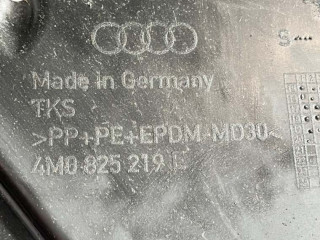 Made in Germany
TKS
>PP+PE+EPDM-MD30<
4M0 825 219